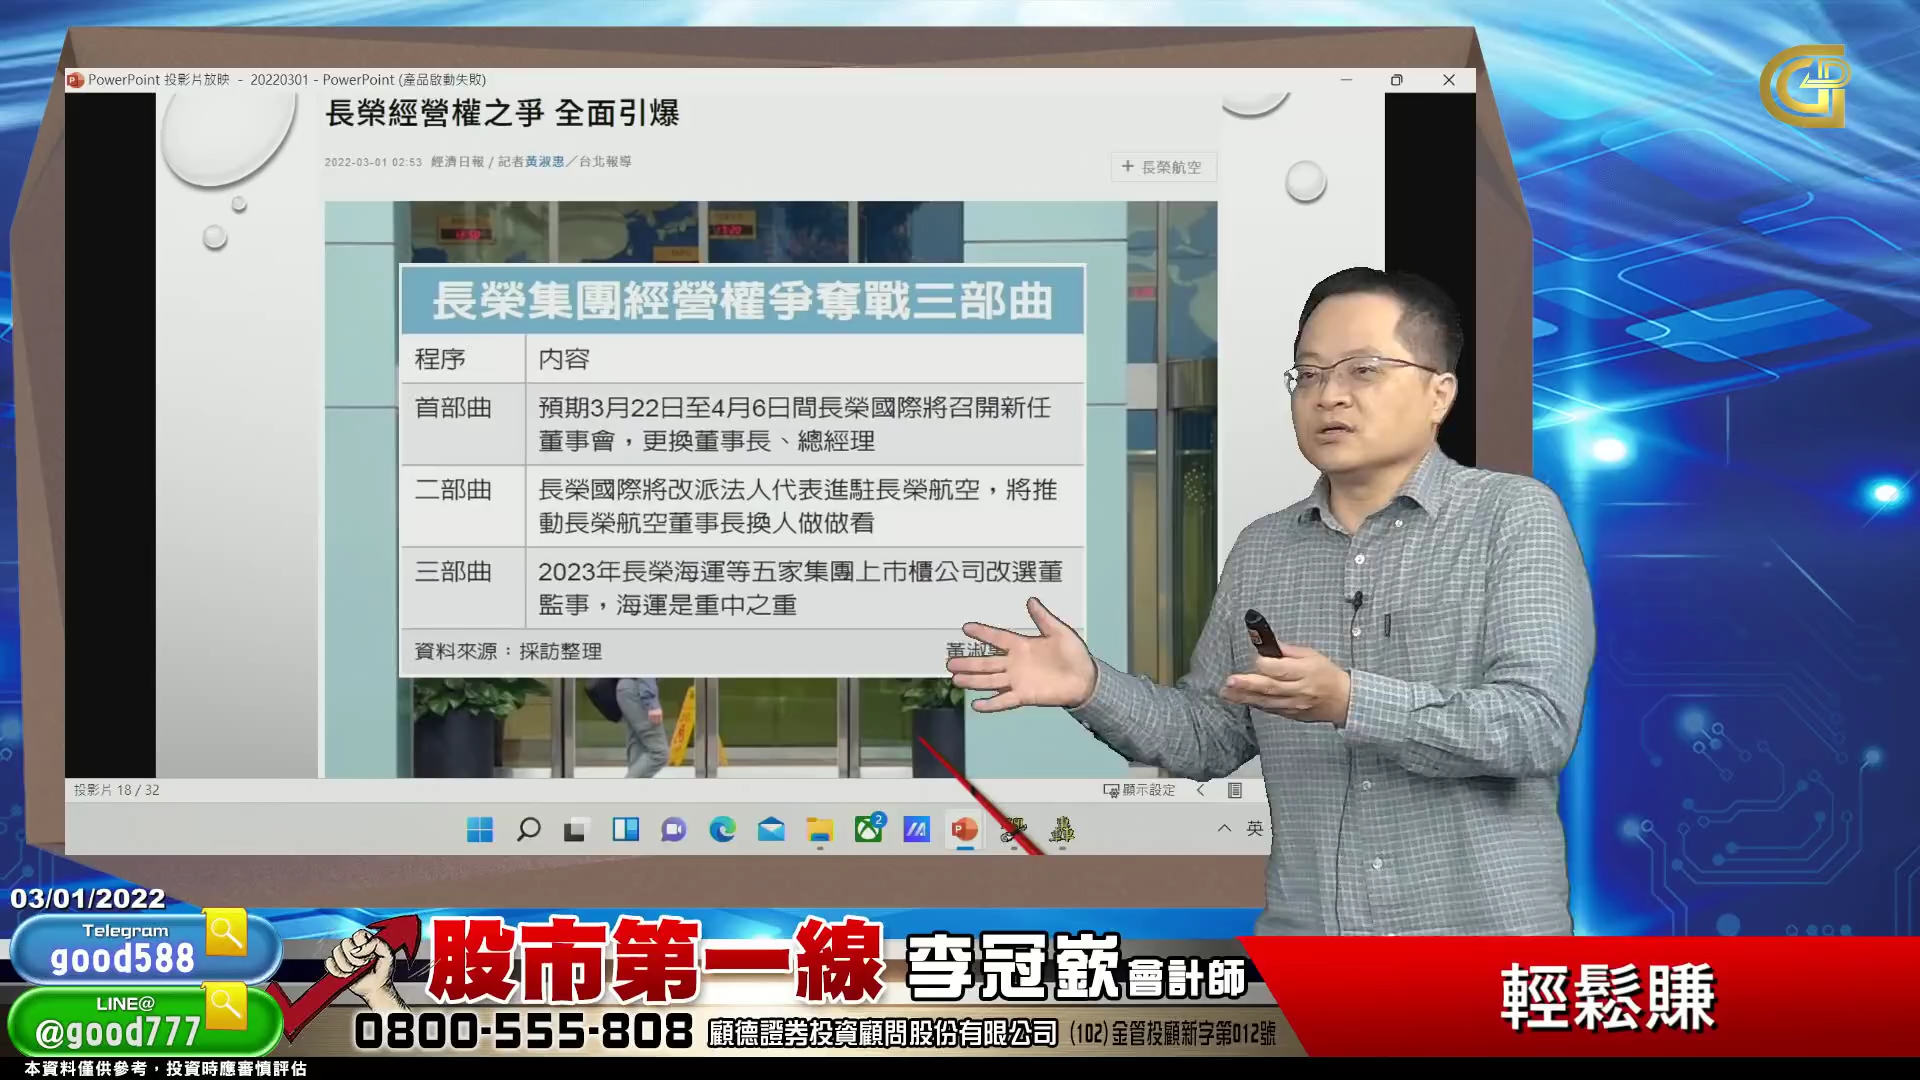 PowerPoint 投影片放映 - 20220301 - PowerPoint (產品啟動失敗)
長榮經營權之爭 全面引爆
2022-03-01 02:53 經濟日報 / 記者黃淑惠／台北報導
+ 長榮航空
長榮集團經營權爭奪戰三部曲
程序 內容
首部曲 預期3月22日至4月6日間長榮國際將召開新任
董事會，更換董事長、總經理
二部曲 長榮國際將改派法人代表進駐長榮航空，將推
動長榮航空董事長換人做做看
三部曲 2023年長榮海運等五家集團上市櫃公司改選董
監事，海運是重中之重
資料來源：採訪整理 黃淑
投影片 18 / 32
顯示設定
2
英
03/01/2022
Telegram
good588
LINE@
@good777
股市第一線 李冠嶔會計師
0800-555-808 顧德證券投資顧問股份有限公司 (102)金管投顧新字第012號
輕鬆賺
本資料僅供參考，投資時應審慎評估